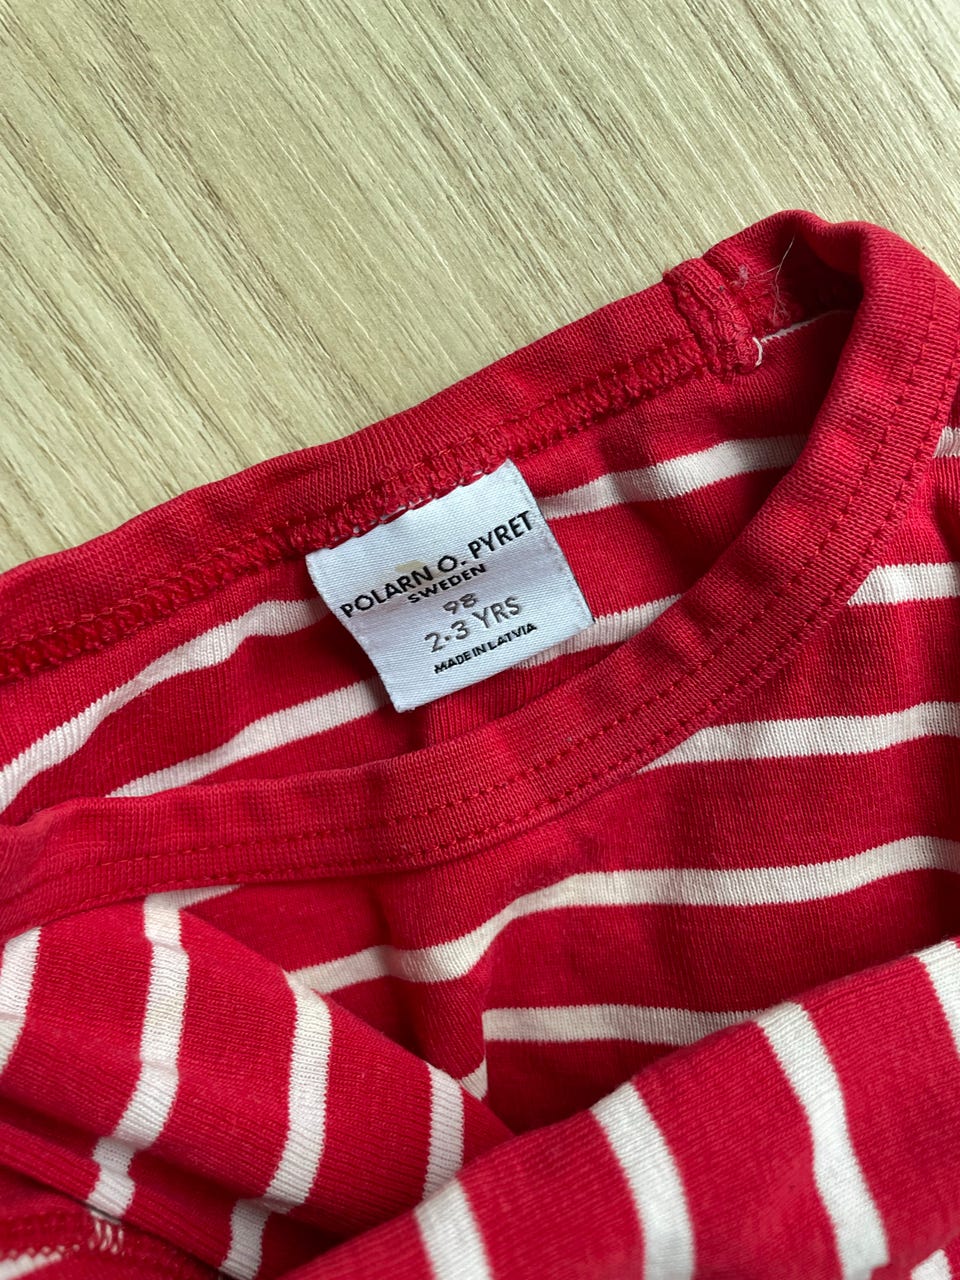 POLARN O. PYRET
SWEDEN
98
2-3 YRS
MADE IN LATVIA